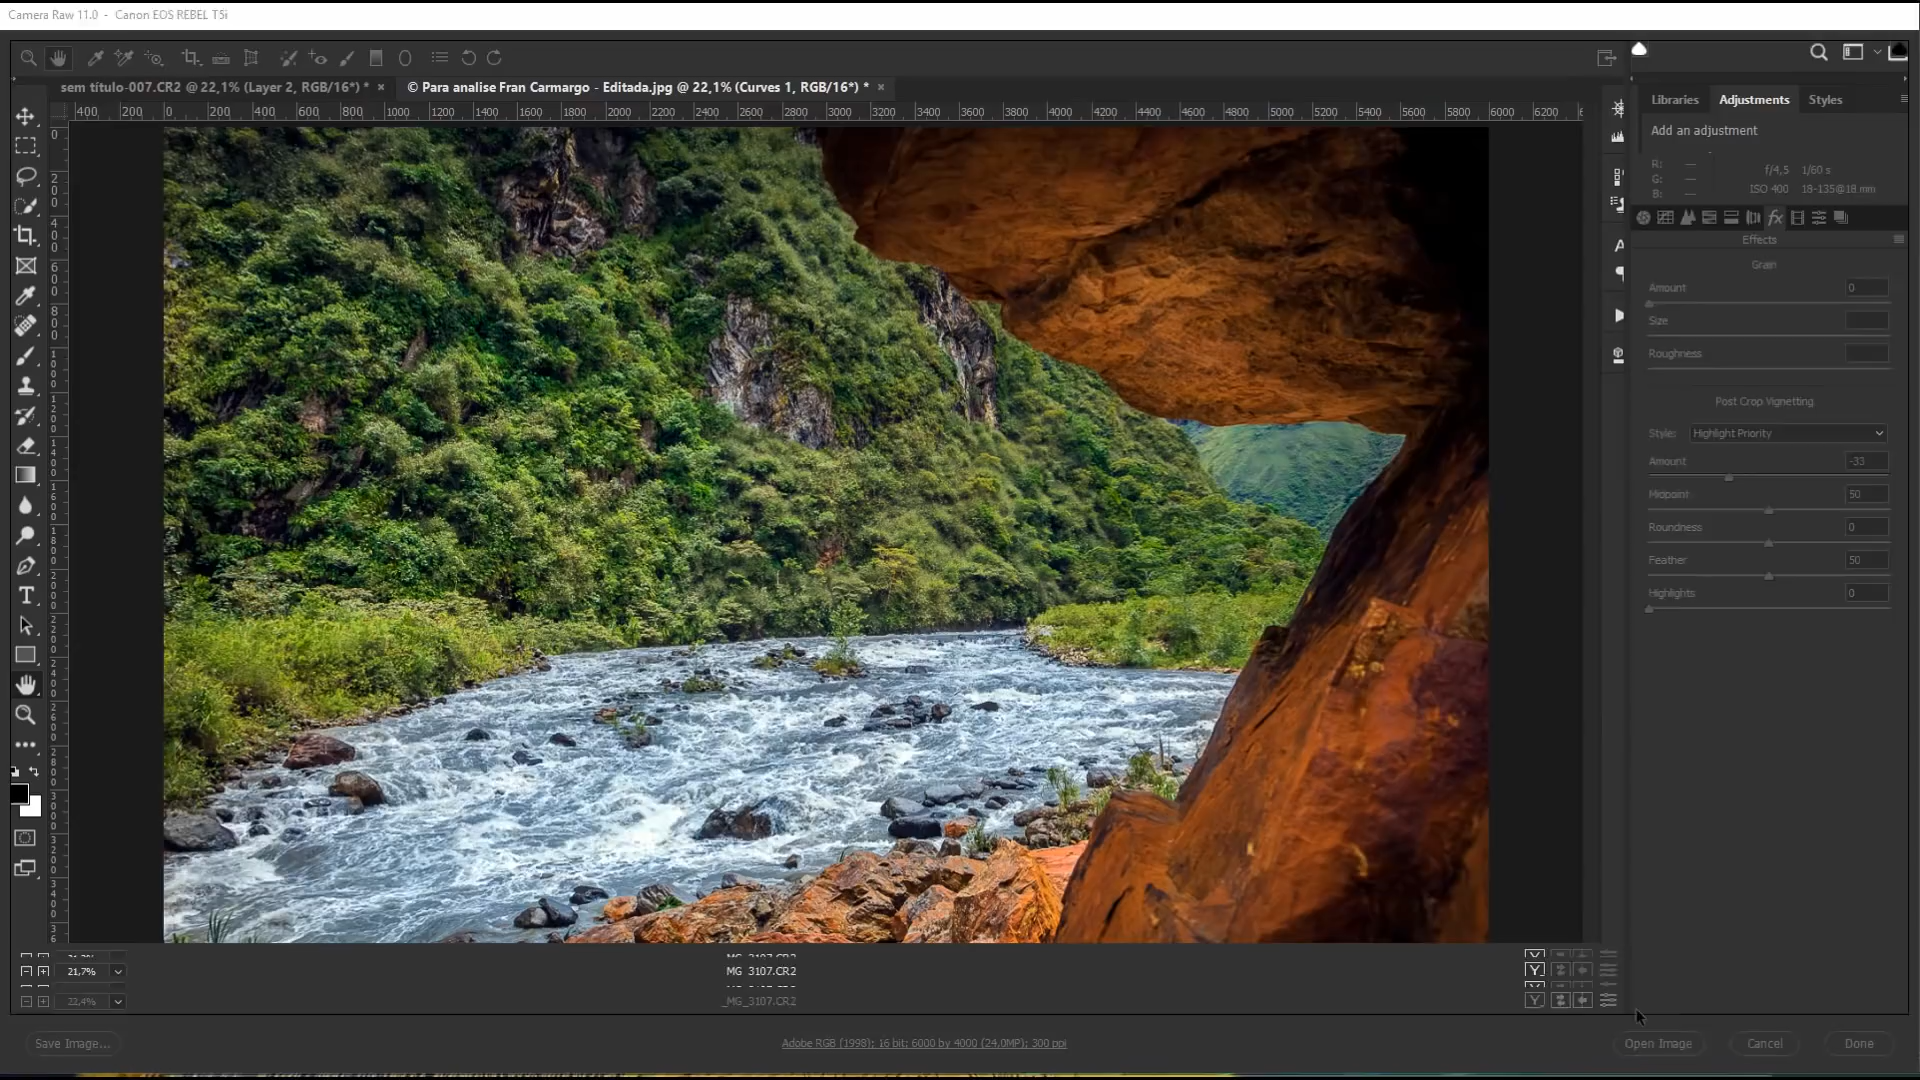 Camera Raw 11.0 - Canon EOS REBEL T5i
sem título-007.CR2 @ 22,1% (Layer 2, RGB/16*) * ×
© Para analise Fran Carmargo - Editada.jpg @ 22,1% (Curves 1, RGB/16*) * ×
400 200 0 200 400 600 800 1000 1200 1400 1600 1800 2000 2200 2400 2600 2800 3000 3200 3400 3600 3800 4000 4200 4400 4600 4800 5000 5200 5400 5600 5800 6000 6200
Libraries Adjustments Styles
Add an adjustment
R: —
G: —
B: —
f/4,5 1/60 s
ISO 400 18-135@18 mm
Effects
Grain
Amount 0
Size
Roughness
Post Crop Vignetting
Style: Highlight Priority
Amount -33
Midpoint 50
Roundness 0
Feather 50
Highlights 0
21,7%
MG 3107.CR2
22,4%
_MG_3107.CR2
Save Image...
Adobe RGB (1998); 16 bit; 6000 by 4000 (24,0MP); 300 ppi
Open Image
Cancel
Done